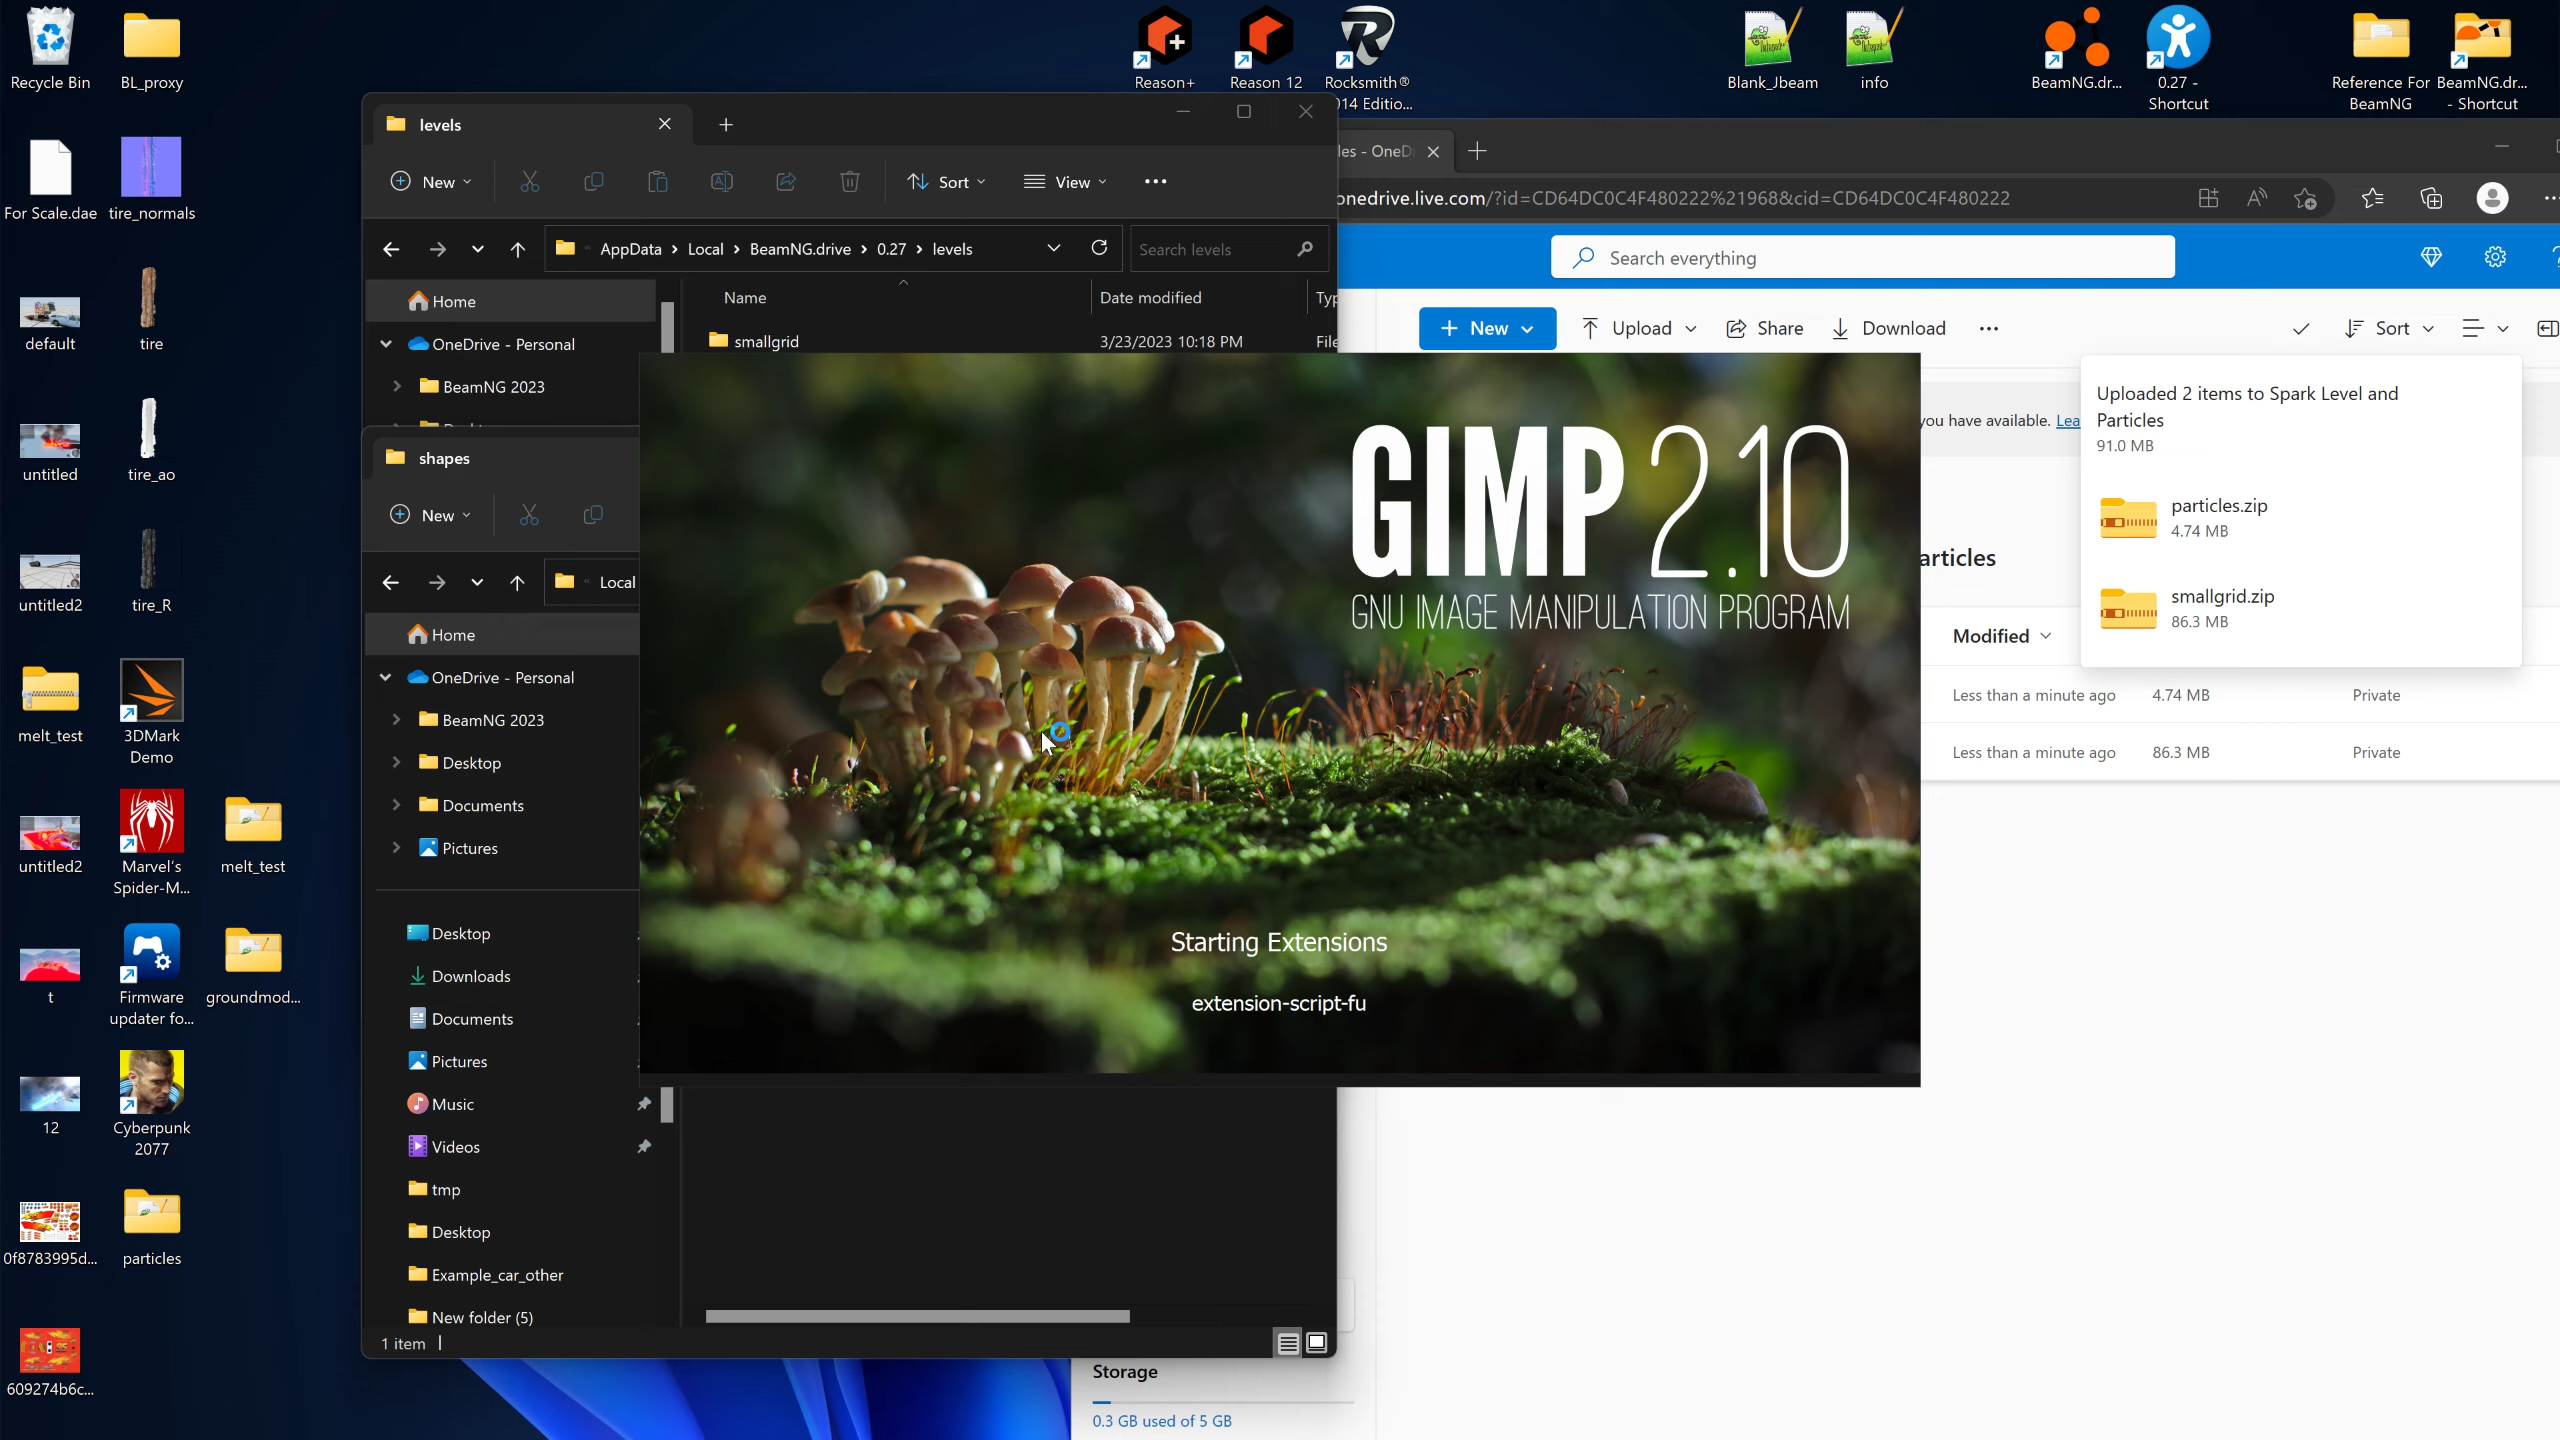 Recycle Bin
BL_proxy
Reason+
Reason 12
Rocksmith®
14 Editio...
Blank_Jbeam
info
BeamNG.dr...
0.27 -
Shortcut
Reference For
BeamNG
BeamNG.dr...
- Shortcut
For Scale.dae
tire_normals
default
tire
untitled
tire_ao
untitled2
tire_R
melt_test
3DMark
Demo
untitled2
Marvel's
Spider-M...
melt_test
t
Firmware
updater fo...
groundmod...
12
Cyberpunk
2077
0f8783995d...
particles
609274b6c...
levels
New
Sort
View
AppData > Local > BeamNG.drive > 0.27 > levels
Search levels
Home
Name
Date modified
Typ
OneDrive - Personal
smallgrid
3/23/2023 10:18 PM
File
BeamNG 2023
shapes
New
Local
Home
OneDrive - Personal
BeamNG 2023
Desktop
Documents
Pictures
Desktop
Downloads
Documents
Pictures
Music
Videos
tmp
Desktop
Example_car_other
New folder (5)
1 item
GIMP 2.10
GNU IMAGE MANIPULATION PROGRAM
Starting Extensions
extension-script-fu
les - OneD
onedrive.live.com/?id=CD64DC0C4F480222%21968&cid=CD64DC0C4F480222
Search everything
New
Upload
Share
Download
Sort
you have available. Lea
Uploaded 2 items to Spark Level and
Particles
91.0 MB
particles.zip
4.74 MB
smallgrid.zip
86.3 MB
articles
Modified
Less than a minute ago
4.74 MB
Private
Less than a minute ago
86.3 MB
Private
Storage
0.3 GB used of 5 GB